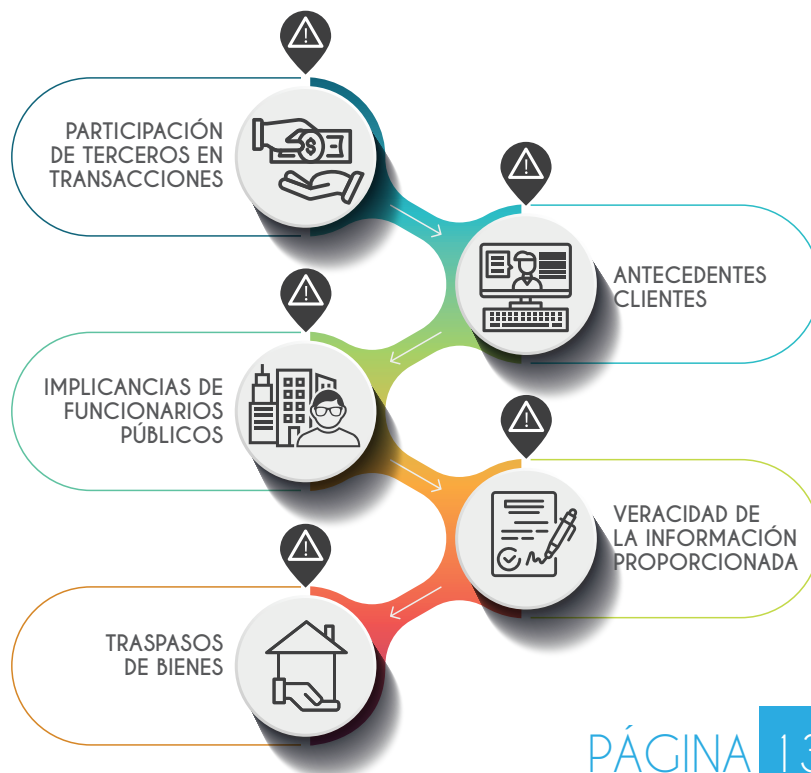 PARTICIPACIÓN
DE TERCEROS EN
TRANSACCIONES
ANTECEDENTES
CLIENTES
IMPLICANCIAS DE
FUNCIONARIOS
PÚBLICOS
VERACIDAD DE
LA INFORMACIÓN
PROPORCIONADA
TRASPASOS
DE BIENES
PÁGINA 13